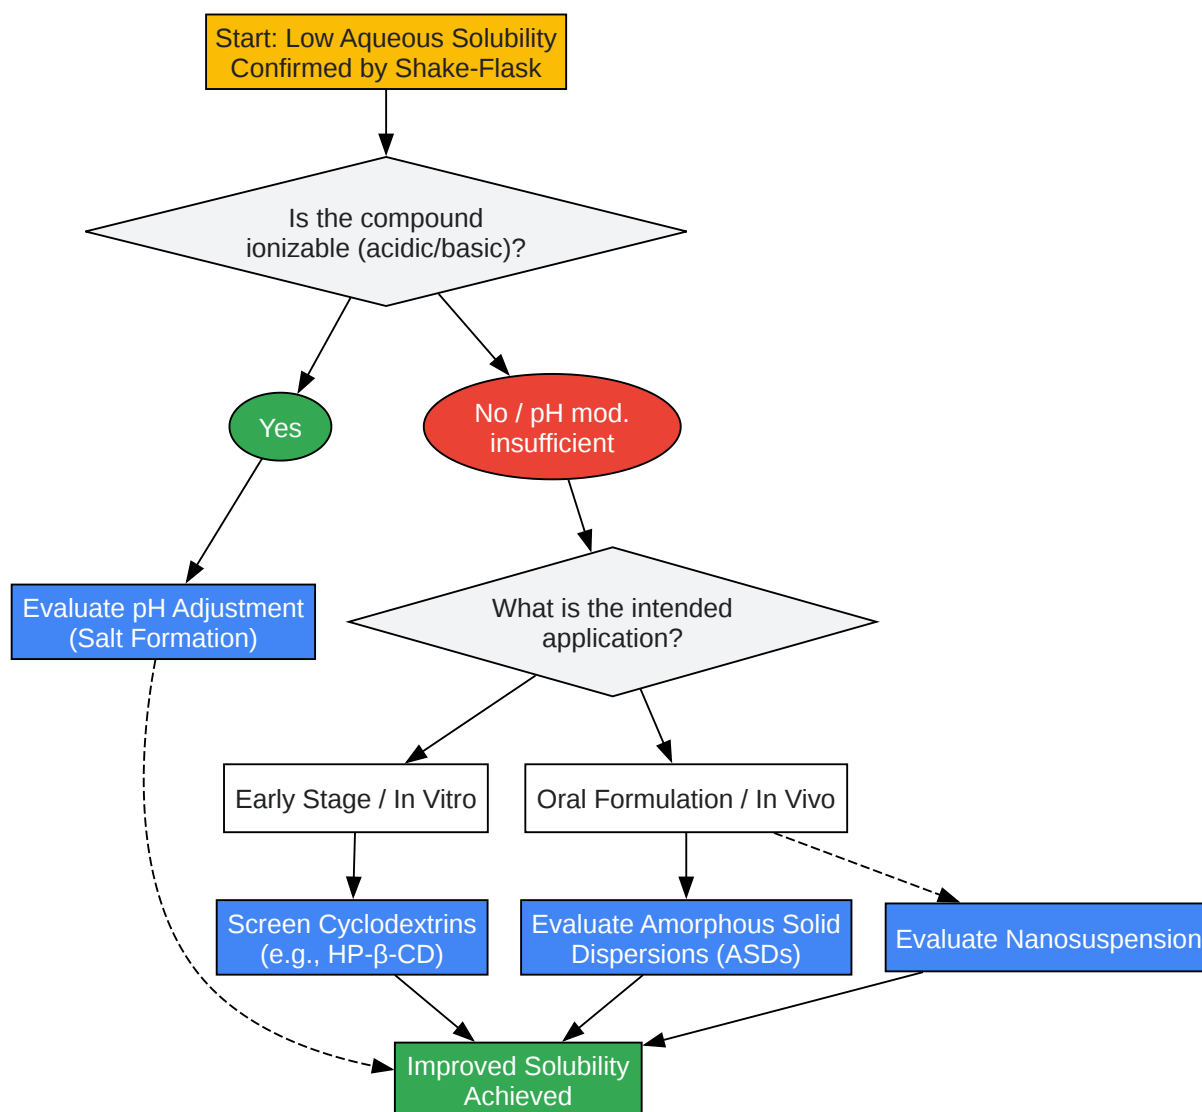 Start: Low Aqueous Solubility
Confirmed by Shake-Flask
Is the compound
ionizable (acidic/basic)?
Yes
No / pH mod.
insufficient
Evaluate pH Adjustment
(Salt Formation)
What is the intended
application?
Early Stage / In Vitro
Oral Formulation / In Vivo
Screen Cyclodextrins
(e.g., HP-β-CD)
Evaluate Amorphous Solid
Dispersions (ASDs)
Evaluate Nanosuspension
Improved Solubility
Achieved